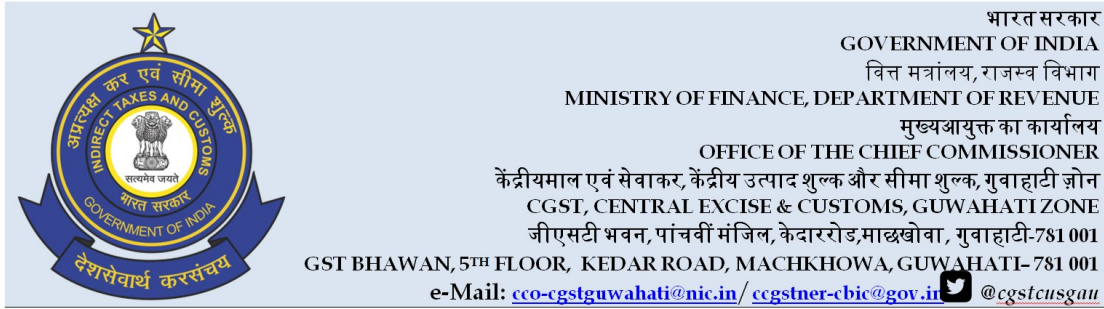 अप्रत्यक्ष कर एवं सीमा शुल्क
INDIRECT TAXES AND CUSTOMS
सत्यमेव जयते
भारत सरकार
GOVERNMENT OF INDIA
देशसेवार्थ करसंचय
भारत सरकार
GOVERNMENT OF INDIA
वित्त मत्रांलय, राजस्व विभाग
MINISTRY OF FINANCE, DEPARTMENT OF REVENUE
मुख्यआयुक्त का कार्यालय
OFFICE OF THE CHIEF COMMISSIONER
केंद्रीयमाल एवं सेवाकर, केंद्रीय उत्पाद शुल्क और सीमा शुल्क, गुवाहाटी ज़ोन
CGST, CENTRAL EXCISE & CUSTOMS, GUWAHATI ZONE
जीएसटी भवन, पांचवीं मंजिल, केदाररोड,माछखोवा , गुवाहाटी-781 001
GST BHAWAN, 5TH FLOOR, KEDAR ROAD, MACHKHOWA, GUWAHATI– 781 001
e-Mail: cco-cgstguwahati@nic.in/ ccgstner-cbic@gov.in @cgstcusgau